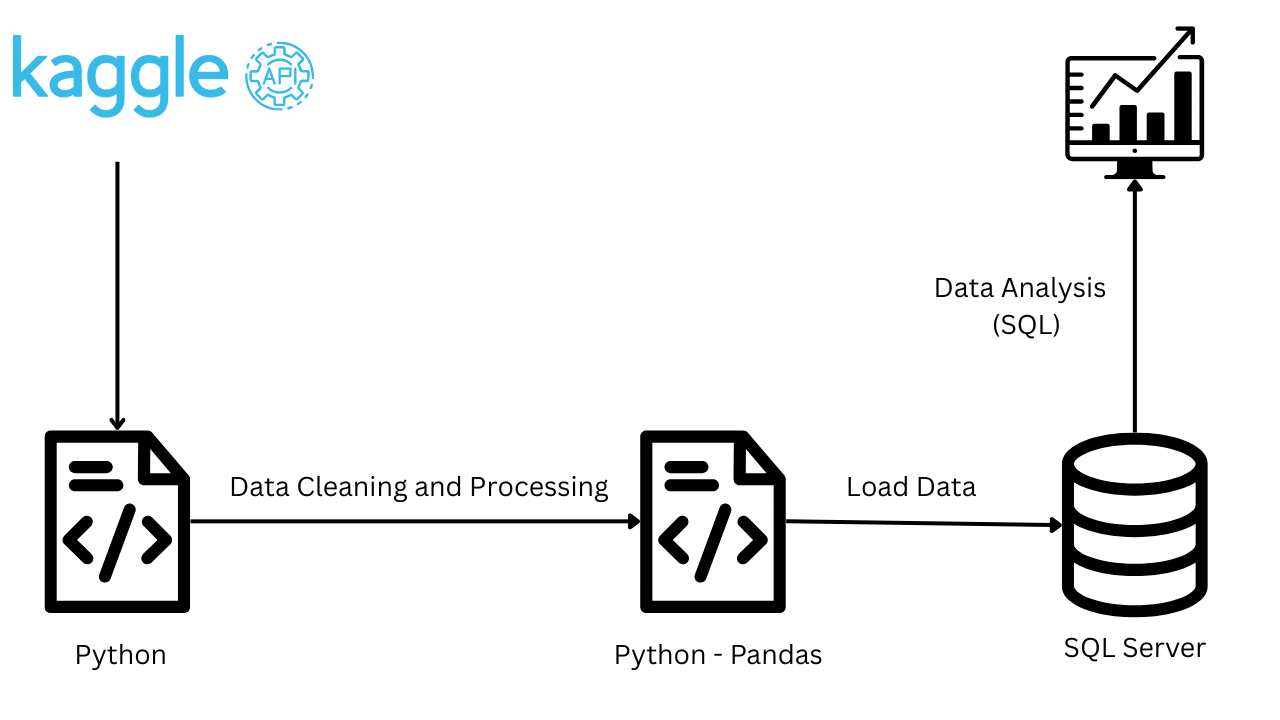 kaggle API
Data Analysis
(SQL)
Data Cleaning and Processing
Load Data
Python
Python - Pandas
SQL Server